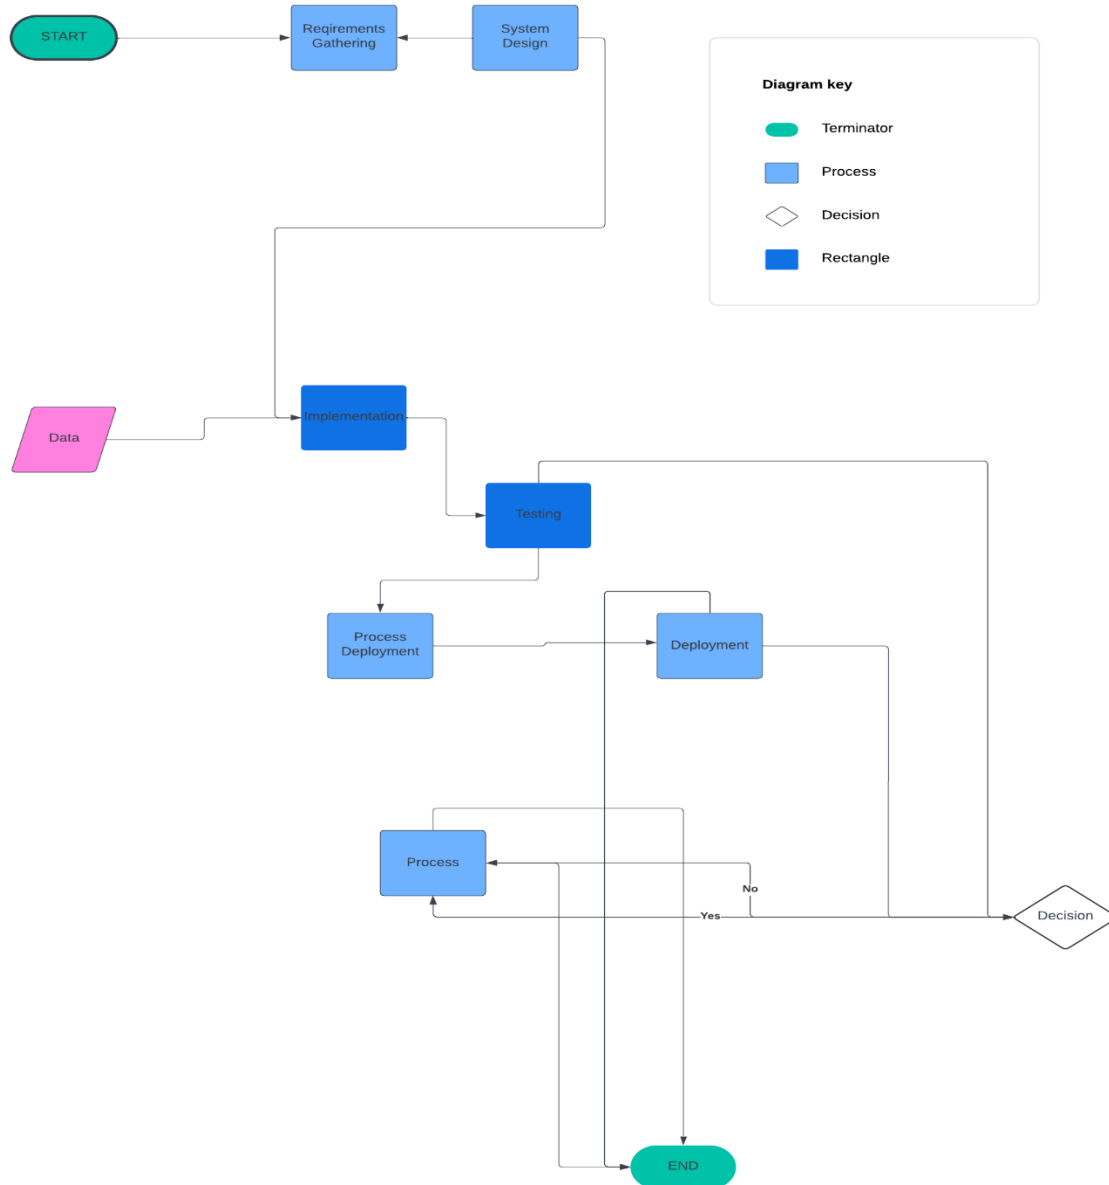 START
Reqirements
Gathering
System
Design
Diagram key
Terminator
Process
Decision
Rectangle
Data
Implementation
Testing
Process
Deployment
Deployment
Process
No
Yes
Decision
END